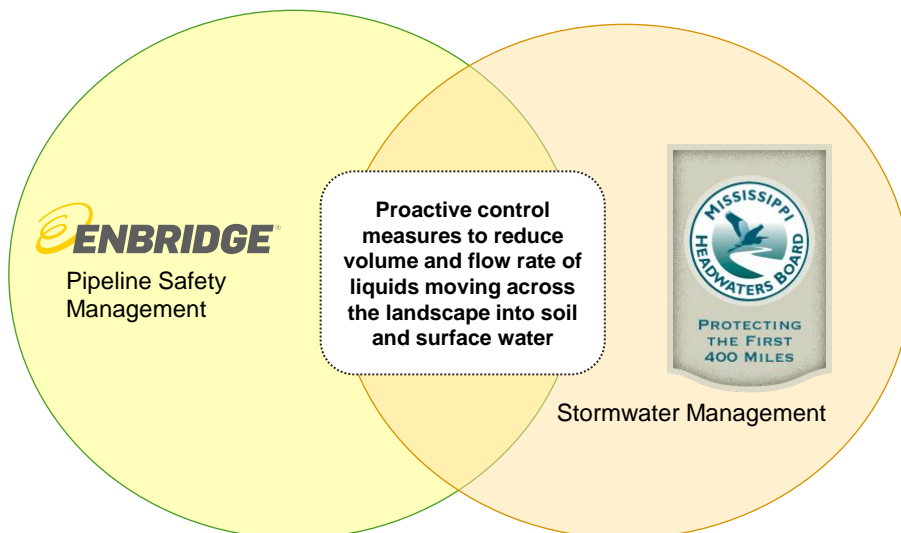 ENBRIDGE®
Pipeline Safety
Management
Proactive control
measures to reduce
volume and flow rate of
liquids moving across
the landscape into soil
and surface water
MISSISSIPPI
HEADWATERS BOARD
PROTECTING
THE FIRST
400 MILES
Stormwater Management